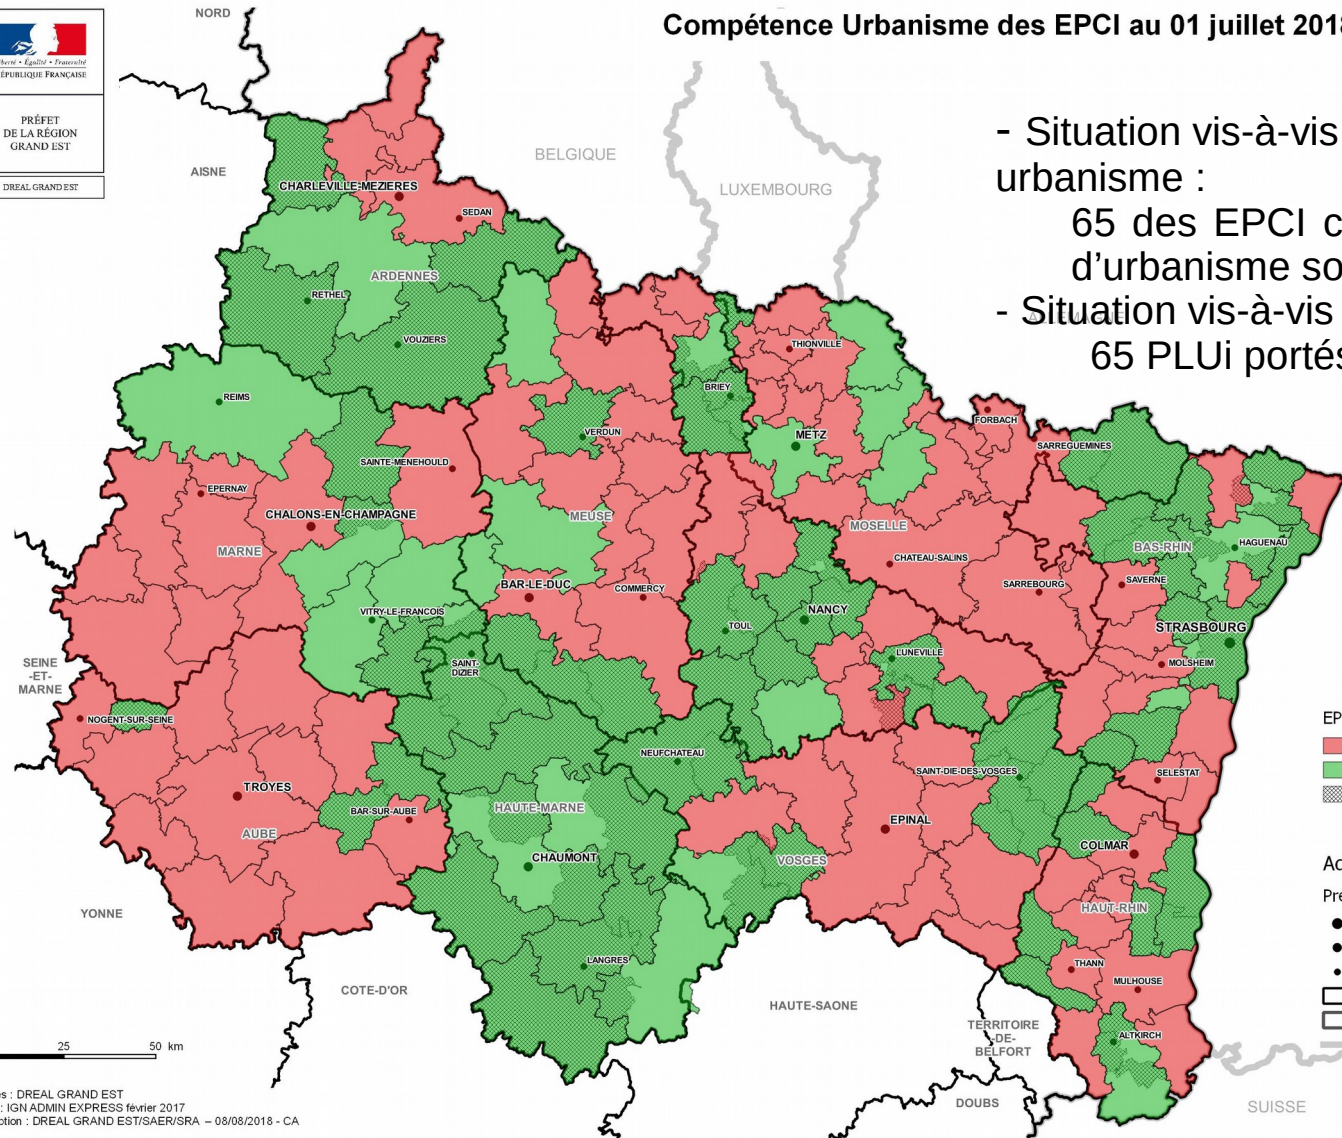 NORD
Compétence Urbanisme des EPCI au 01 juillet 2018
Liberté • Égalité • Fraternité
RÉPUBLIQUE FRANÇAISE
PRÉFET
DE LA RÉGION
GRAND EST
DREAL GRAND EST
AISNE
BELGIQUE
LUXEMBOURG
- Situation vis-à-vis
urbanisme :
65 des EPCI c
d’urbanisme so
- Situation vis-à-vis
65 PLUi portés
ALLEMAGNE
CHARLEVILLE-MEZIERES
SEDAN
ARDENNES
RETHEL
VOUZIERS
THIONVILLE
REIMS
BRIEY
FORBACH
VERDUN
METZ
SARREGUEMINES
SAINTE-MENEHOULD
EPERNAY
CHALONS-EN-CHAMPAGNE
MEUSE
MOSELLE
MARNE
BAS-RHIN
HAGUENAU
CHATEAU-SALINS
BAR-LE-DUC
COMMERCY
SARREBOURG
SAVERNE
VITRY-LE-FRANCOIS
NANCY
TOUL
STRASBOURG
SEINE
-ET-
MARNE
SAINT-
DIZIER
LUNEVILLE
MOLSHEIM
NOGENT-SUR-SEINE
NEUFCHATEAU
SAINT-DIE-DES-VOSGES
SELESTAT
TROYES
BAR-SUR-AUBE
HAUTE-MARNE
EPINAL
AUBE
COLMAR
CHAUMONT
VOSGES
YONNE
HAUT-RHIN
LANGRES
THANN
MULHOUSE
COTE-D'OR
HAUTE-SAONE
TERRITOIRE
-DE-
BELFORT
ALTKIRCH
DOUBS
SUISSE
EP
Ad
Pré
25 50 km
es : DREAL GRAND EST
: IGN ADMIN EXPRESS février 2017
ption : DREAL GRAND EST/SAER/SRA – 08/08/2018 - CA